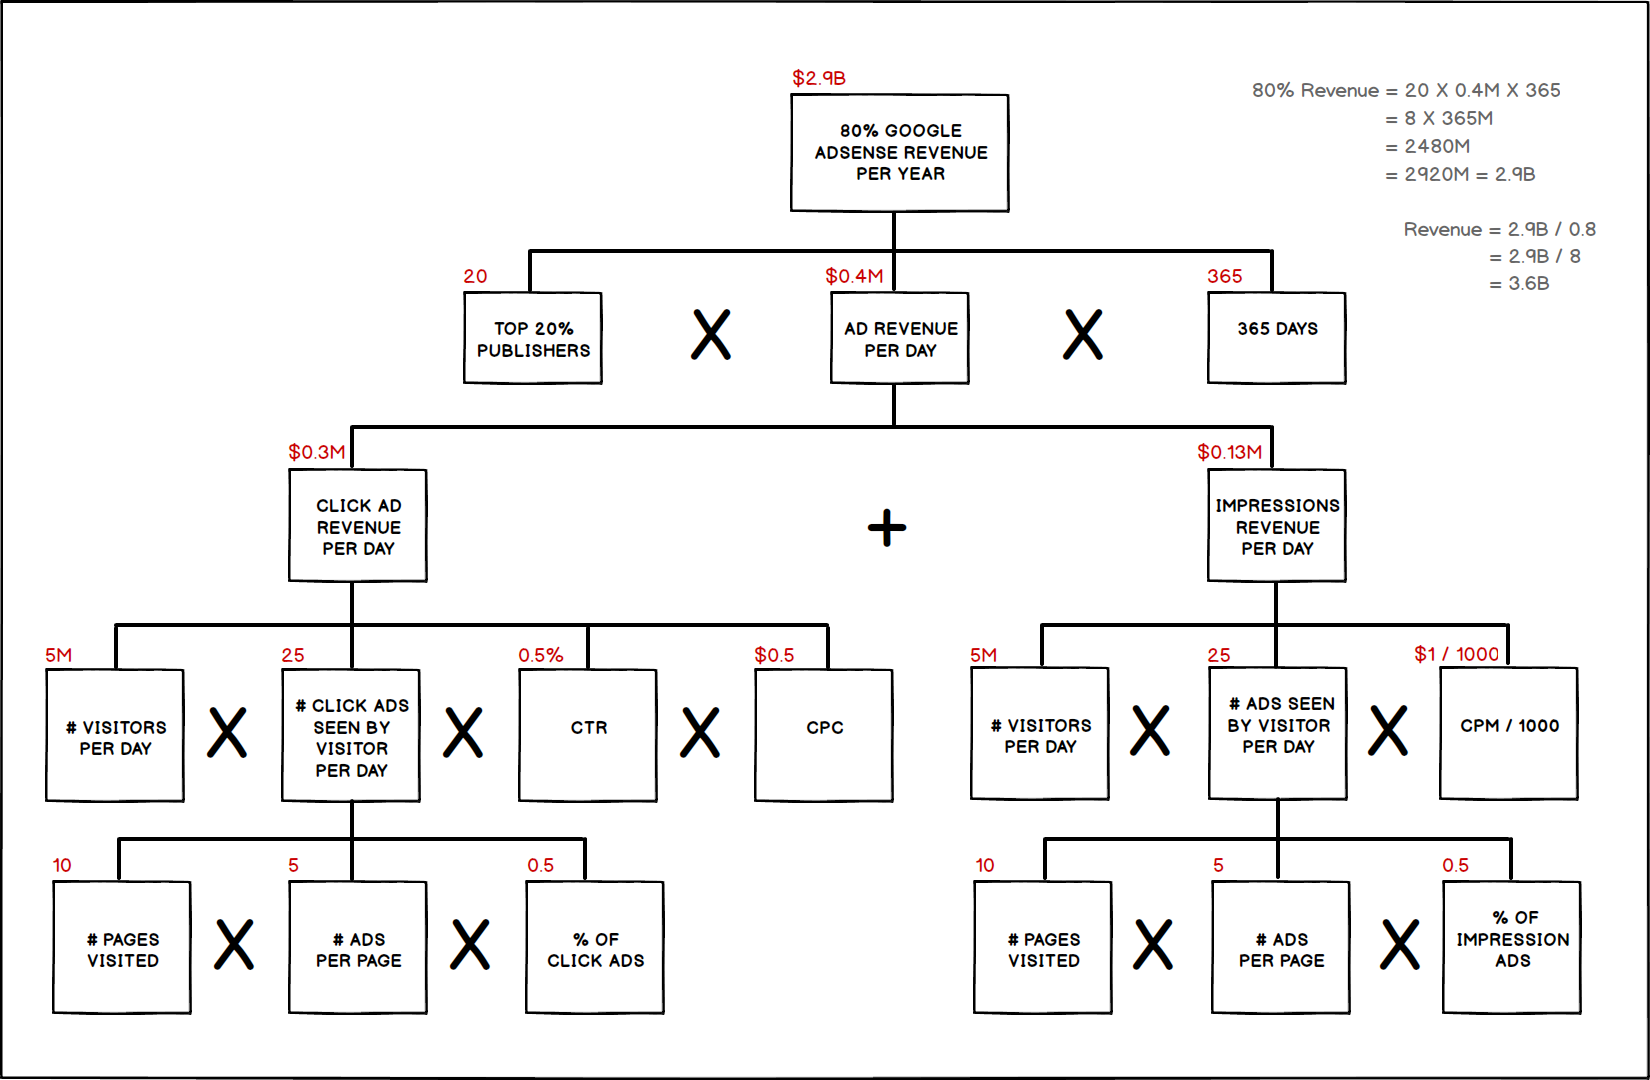 $2.9B
80% GOOGLE
ADSENSE REVENUE
PER YEAR
80% Revenue = 20 X 0.4M X 365
= 8 X 365M
= 2480M
= 2920M = 2.9B
Revenue = 2.9B / 0.8
= 2.9B / 8
= 3.6B
20
TOP 20%
PUBLISHERS
X
$0.4M
AD REVENUE
PER DAY
X
365
365 DAYS
$0.3M
CLICK AD
REVENUE
PER DAY
+
$0.13M
IMPRESSIONS
REVENUE
PER DAY
5M
# VISITORS
PER DAY
X
25
# CLICK ADS
SEEN BY
VISITOR
PER DAY
X
0.5%
CTR
X
$0.5
CPC
5M
# VISITORS
PER DAY
X
25
# ADS SEEN
BY VISITOR
PER DAY
X
$1 / 1000
CPM / 1000
10
# PAGES
VISITED
X
5
# ADS
PER PAGE
X
0.5
% OF
CLICK ADS
10
# PAGES
VISITED
X
5
# ADS
PER PAGE
X
0.5
% OF
IMPRESSION
ADS